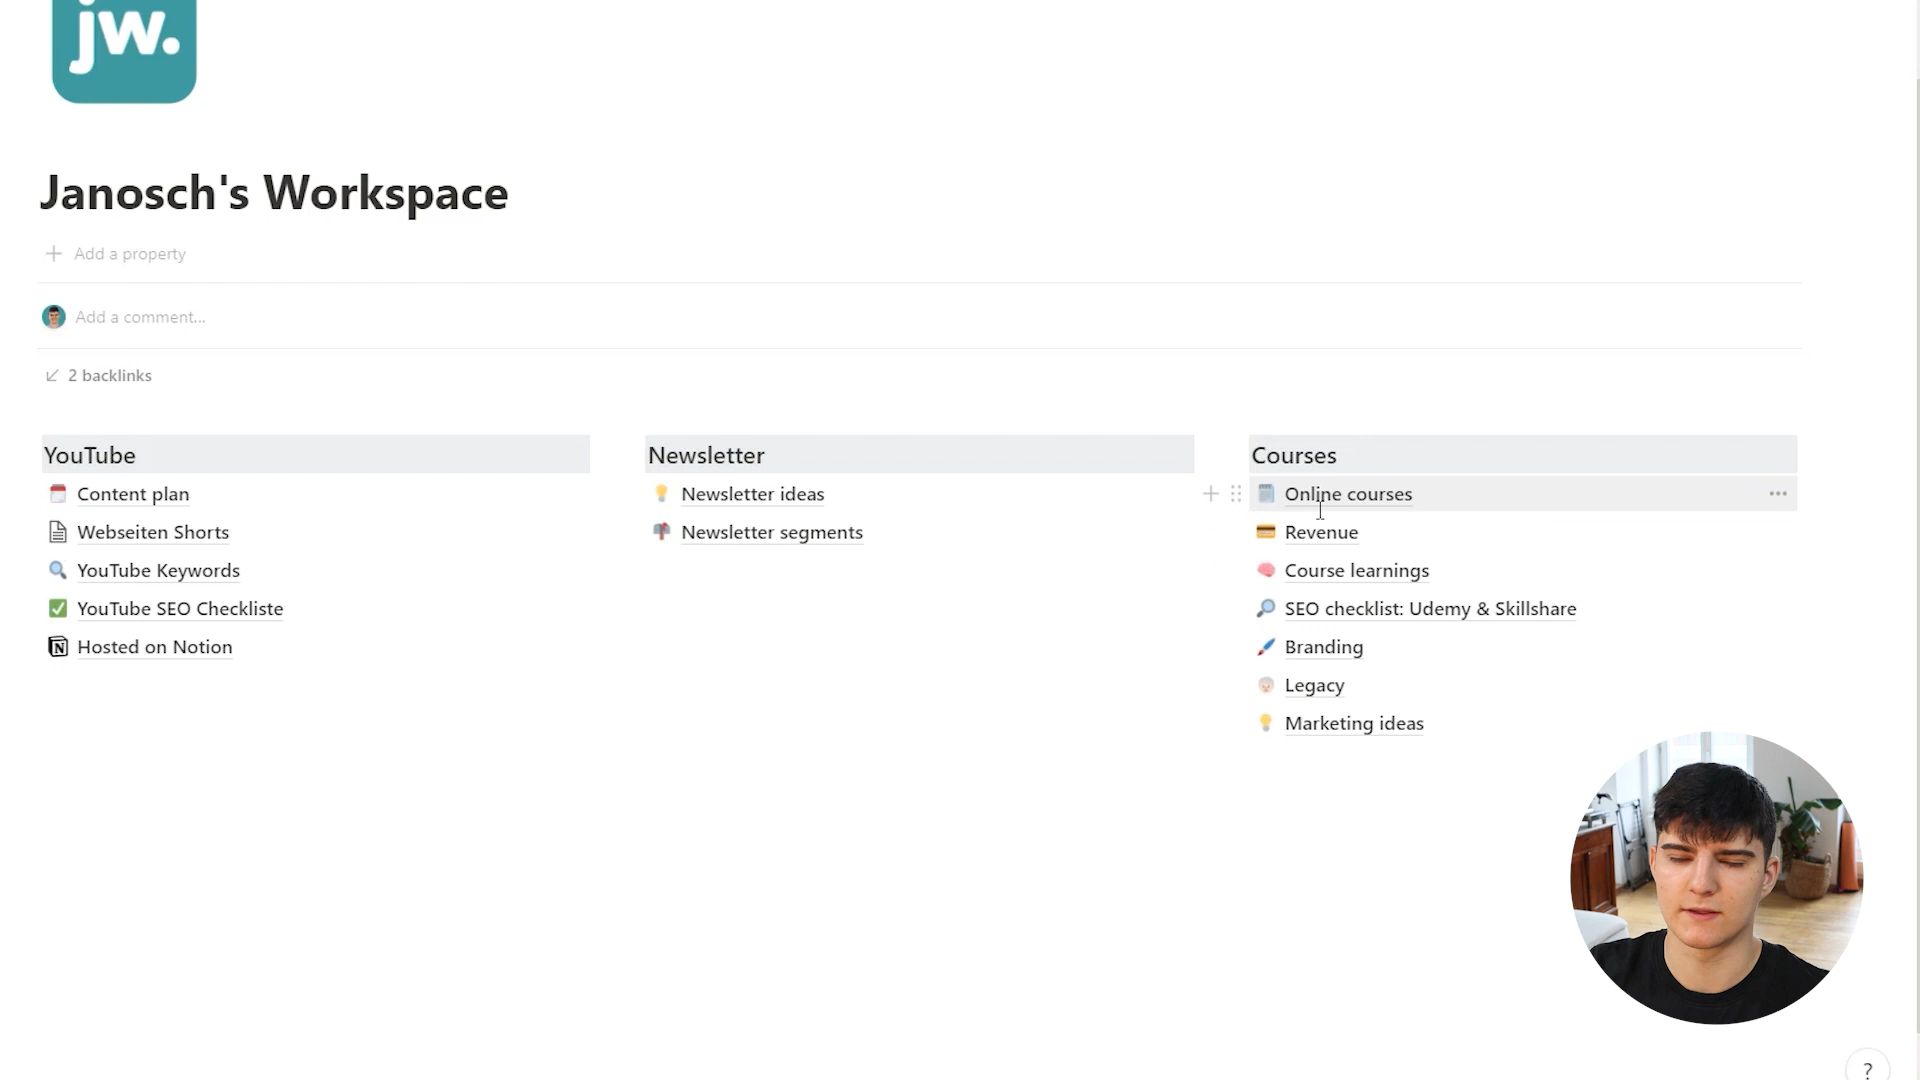 jw.
Janosch's Workspace
Add a property
Add a comment...
2 backlinks
YouTube
Content plan
Webseiten Shorts
YouTube Keywords
YouTube SEO Checkliste
Hosted on Notion
Newsletter
Newsletter ideas
Newsletter segments
Courses
Online courses
Revenue
Course learnings
SEO checklist: Udemy & Skillshare
Branding
Legacy
Marketing ideas
?